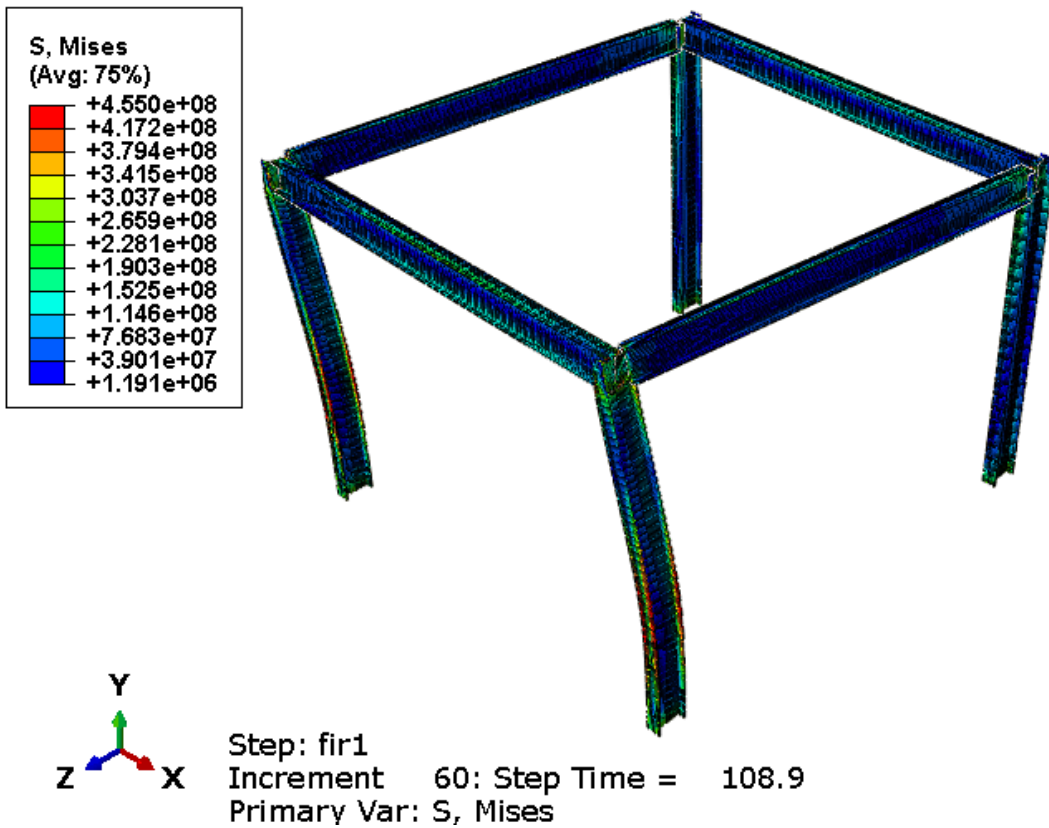 S, Mises
(Avg: 75%)
+4.550e+08
+4.172e+08
+3.794e+08
+3.415e+08
+3.037e+08
+2.659e+08
+2.281e+08
+1.903e+08
+1.525e+08
+1.146e+08
+7.683e+07
+3.901e+07
+1.191e+06
Y
Z X
Step: fir1
Increment 60: Step Time = 108.9
Primary Var: S, Mises